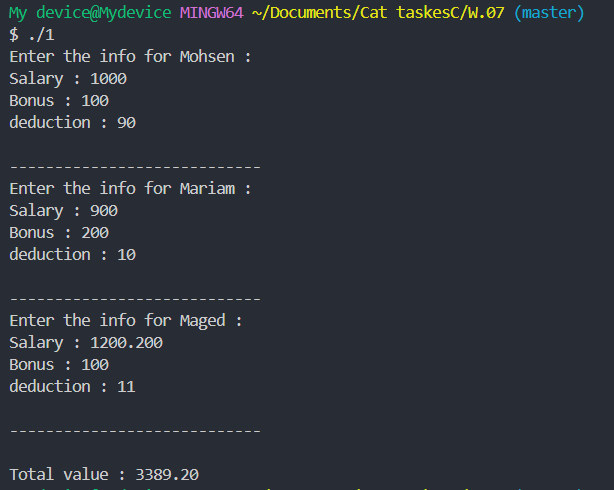 My device@Mydevice MINGW64 ~/Documents/Cat taskesC/W.07 (master)
$ ./1
Enter the info for Mohsen :
Salary : 1000
Bonus : 100
deduction : 90
----------------------------
Enter the info for Mariam :
Salary : 900
Bonus : 200
deduction : 10
----------------------------
Enter the info for Maged :
Salary : 1200.200
Bonus : 100
deduction : 11
----------------------------
Total value : 3389.20